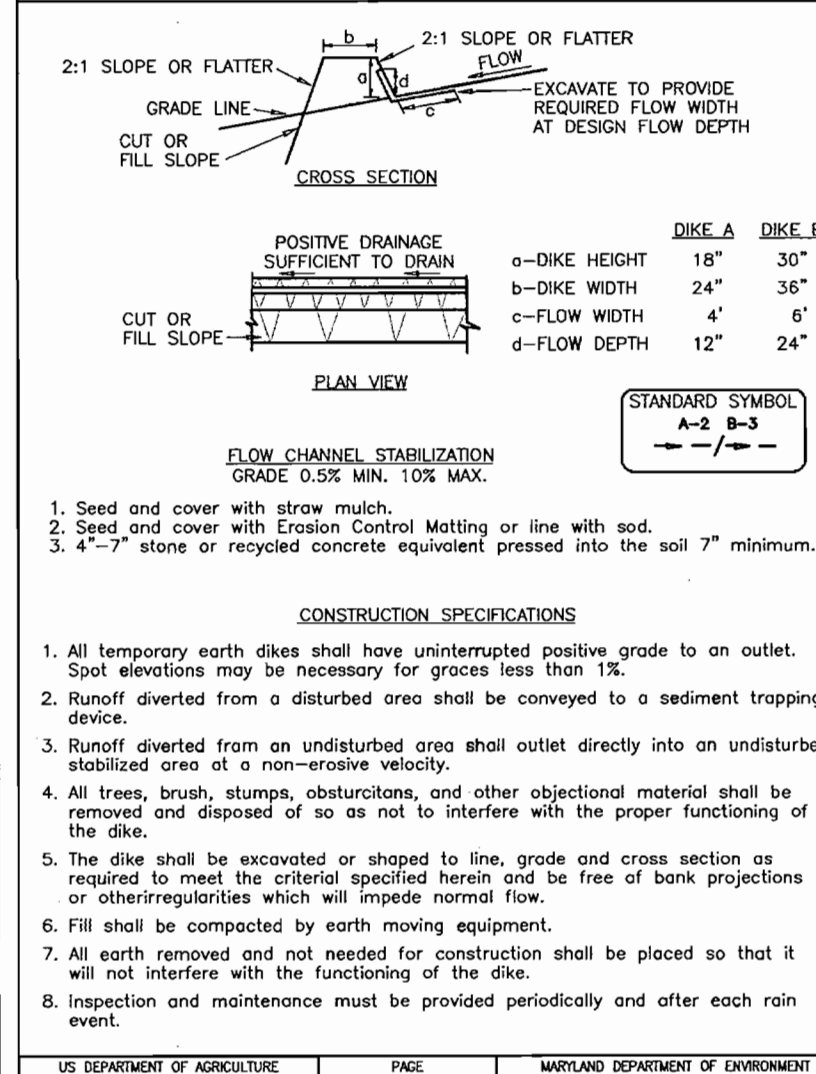 b
2:1 SLOPE OR FLATTER
2:1 SLOPE OR FLATTER
FLOW
a
d
EXCAVATE TO PROVIDE
REQUIRED FLOW WIDTH
AT DESIGN FLOW DEPTH
c
GRADE LINE
CUT OR
FILL SLOPE
CROSS SECTION
POSITIVE DRAINAGE
SUFFICIENT TO DRAIN
CUT OR
FILL SLOPE
PLAN VIEW
DIKE A DIKE
a-DIKE HEIGHT 18" 30"
b-DIKE WIDTH 24" 36"
c-FLOW WIDTH 4' 6'
d-FLOW DEPTH 12" 24"
STANDARD SYMBOL
A-2 B-3
FLOW CHANNEL STABILIZATION
GRADE 0.5% MIN. 10% MAX.
1. Seed and cover with straw mulch.
2. Seed and cover with Erasion Control Matting or line with sod.
3. 4"-7" stone or recycled concrete equivalent pressed into the soil 7" minimum.
CONSTRUCTION SPECIFICATIONS
1. All temporary earth dikes shall have uninterrupted positive grade to an outlet.
Spot elevations may be necessary for graces less than 1%.
2. Runoff diverted from a disturbed area shall be conveyed to a sediment trapping
device.
3. Runoff diverted fram an undisturbed area shall outlet directly into an undisturbe
stabilized area at a non-erosive velocity.
4. All trees, brush, stumps, obsturcitans, and other objectional material shall be
removed and disposed of so as not to interfere with the proper functioning of
the dike.
5. The dike shall be excavated or shaped to line, grade and cross section as
required to meet the criterial specified herein and be free of bank projections
or otherirregularities which will impede normal flow.
6. Fill shall be compacted by earth moving equipment.
7. All earth removed and not needed for construction shall be placed so that it
will not interfere with the functioning of the dike.
8. Inspection and maintenance must be provided periodically and after each rain
event.
US DEPARTMENT OF AGRICULTURE
PAGE
MARYLAND DEPARTMENT OF ENVIRONMENT